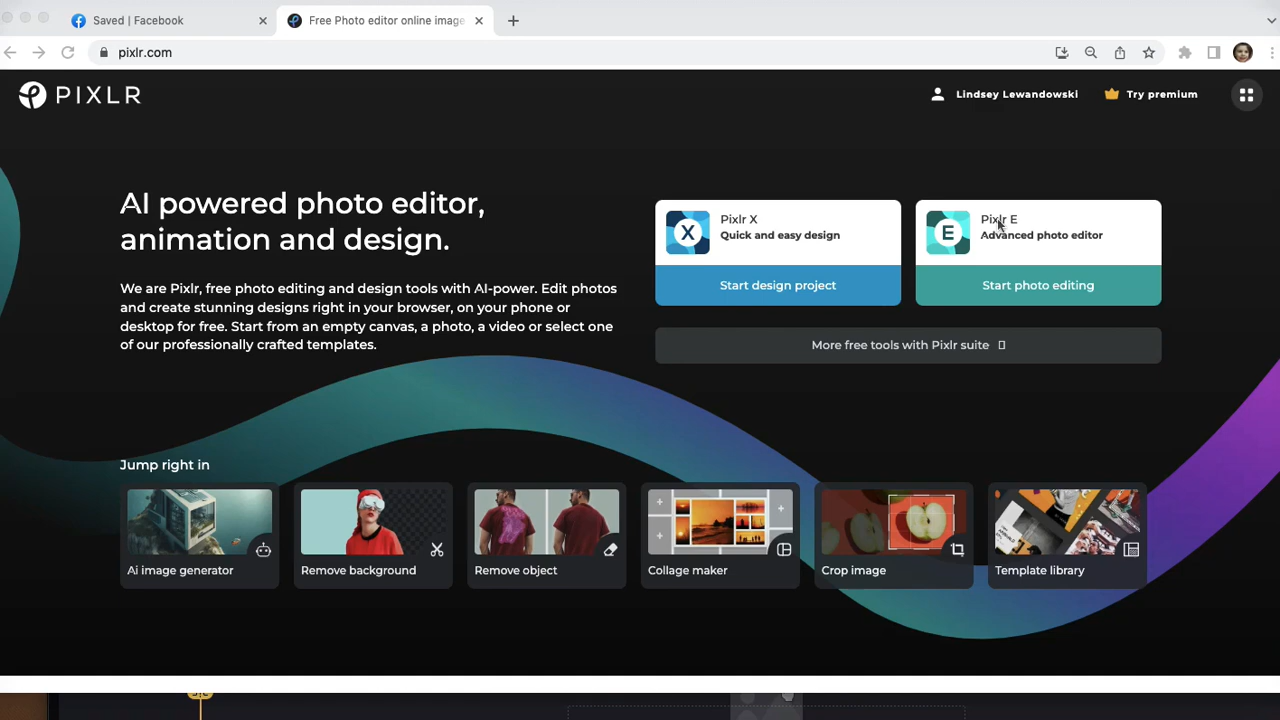 Saved | Facebook
Free Photo editor online image
pixlr.com
PIXLR
Lindsey Lewandowski
Try premium
AI powered photo editor,
animation and design.
We are Pixlr, free photo editing and design tools with AI-power. Edit photos
and create stunning designs right in your browser, on your phone or
desktop for free. Start from an empty canvas, a photo, a video or select one
of our professionally crafted templates.
X
Pixlr X
Quick and easy design
Start design project
E
Pixlr E
Advanced photo editor
Start photo editing
More free tools with Pixlr suite
Jump right in
Ai image generator
Remove background
Remove object
Collage maker
Crop image
Template library